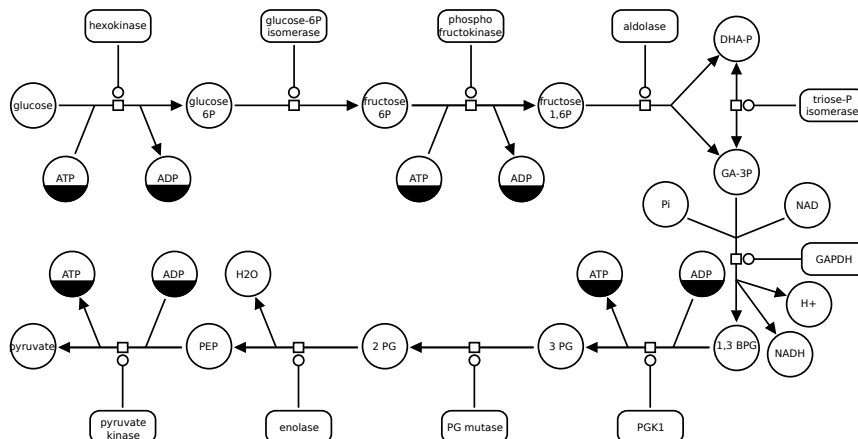 hexokinase
glucose-6P
isomerase
phospho
fructokinase
aldolase
DHA-P
glucose
glucose
6P
fructose
6P
fructose
1,6P
triose-P
isomerase
ATP
ADP
ATP
ADP
GA-3P
Pi
NAD
GAPDH
ATP
ADP
H2O
ATP
ADP
H+
pyruvate
PEP
2 PG
3 PG
1,3 BPG
NADH
pyruvate
kinase
enolase
PG mutase
PGK1